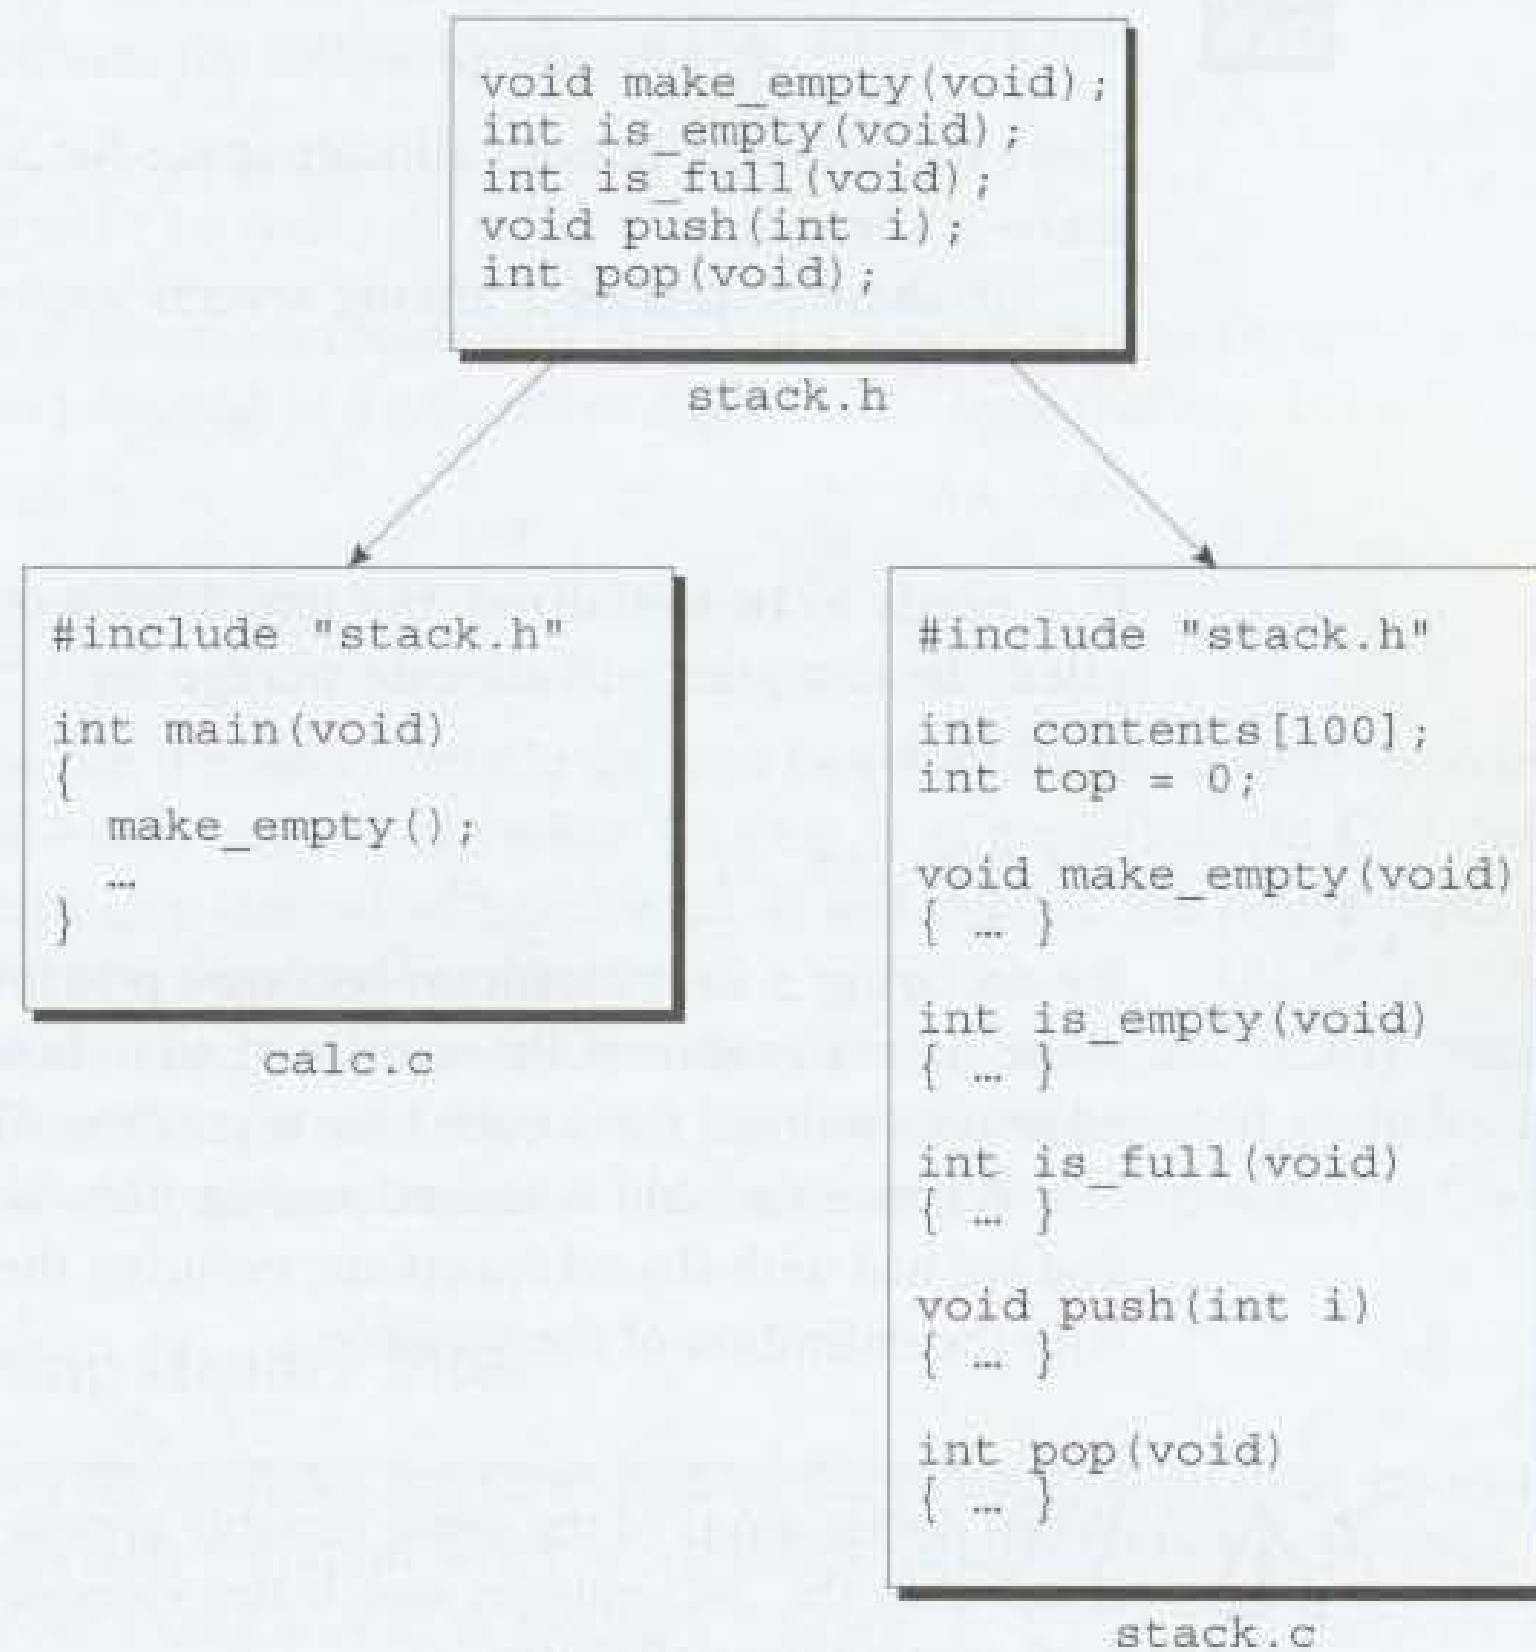 void make_empty(void);
int is_empty(void);
int is_full(void);
void push(int i);
int pop(void);
stack.h
#include "stack.h"
int main(void)
{
make_empty();
…
}
calc.c
#include "stack.h"
int contents[100];
int top = 0;
void make_empty(void)
{ … }
int is_empty(void)
{ … }
int is_full(void)
{ … }
void push(int i)
{ … }
int pop(void)
{ … }
stack.c